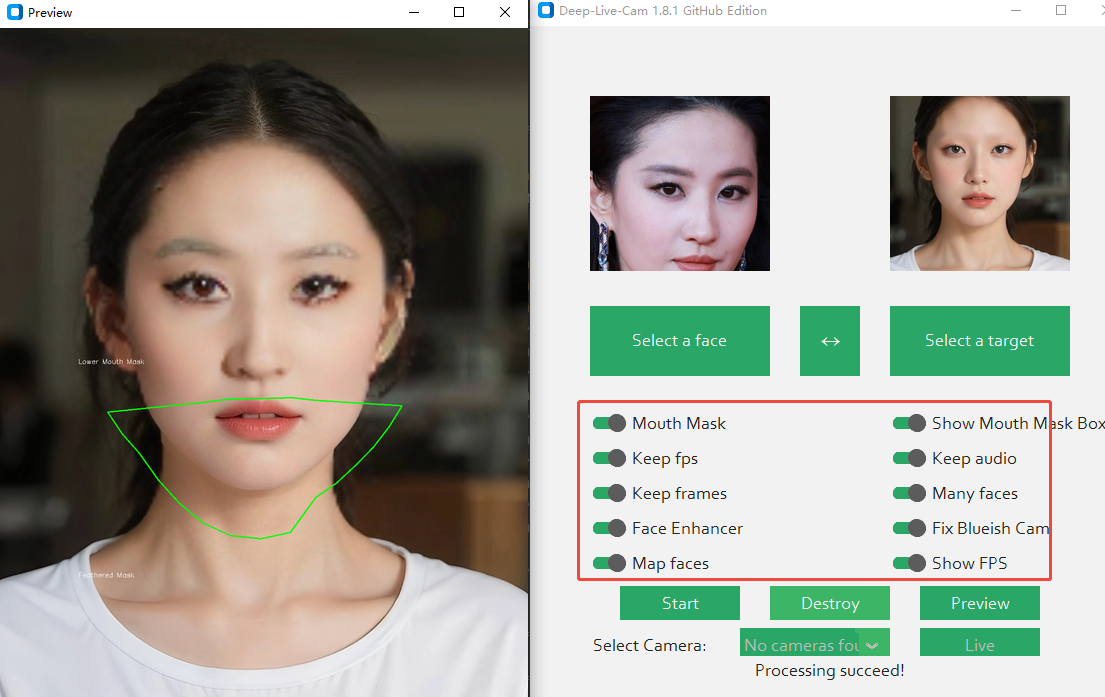 Preview
Deep-Live-Cam 1.8.1 GitHub Edition
Lower Mouth Mask
Feathered Mask
Select a face
↔
Select a target
Mouth Mask
Show Mouth Mask Box
Keep fps
Keep audio
Keep frames
Many faces
Face Enhancer
Fix Blueish Cam
Map faces
Show FPS
Start
Destroy
Preview
Select Camera:
No cameras fou
Live
Processing succeed!